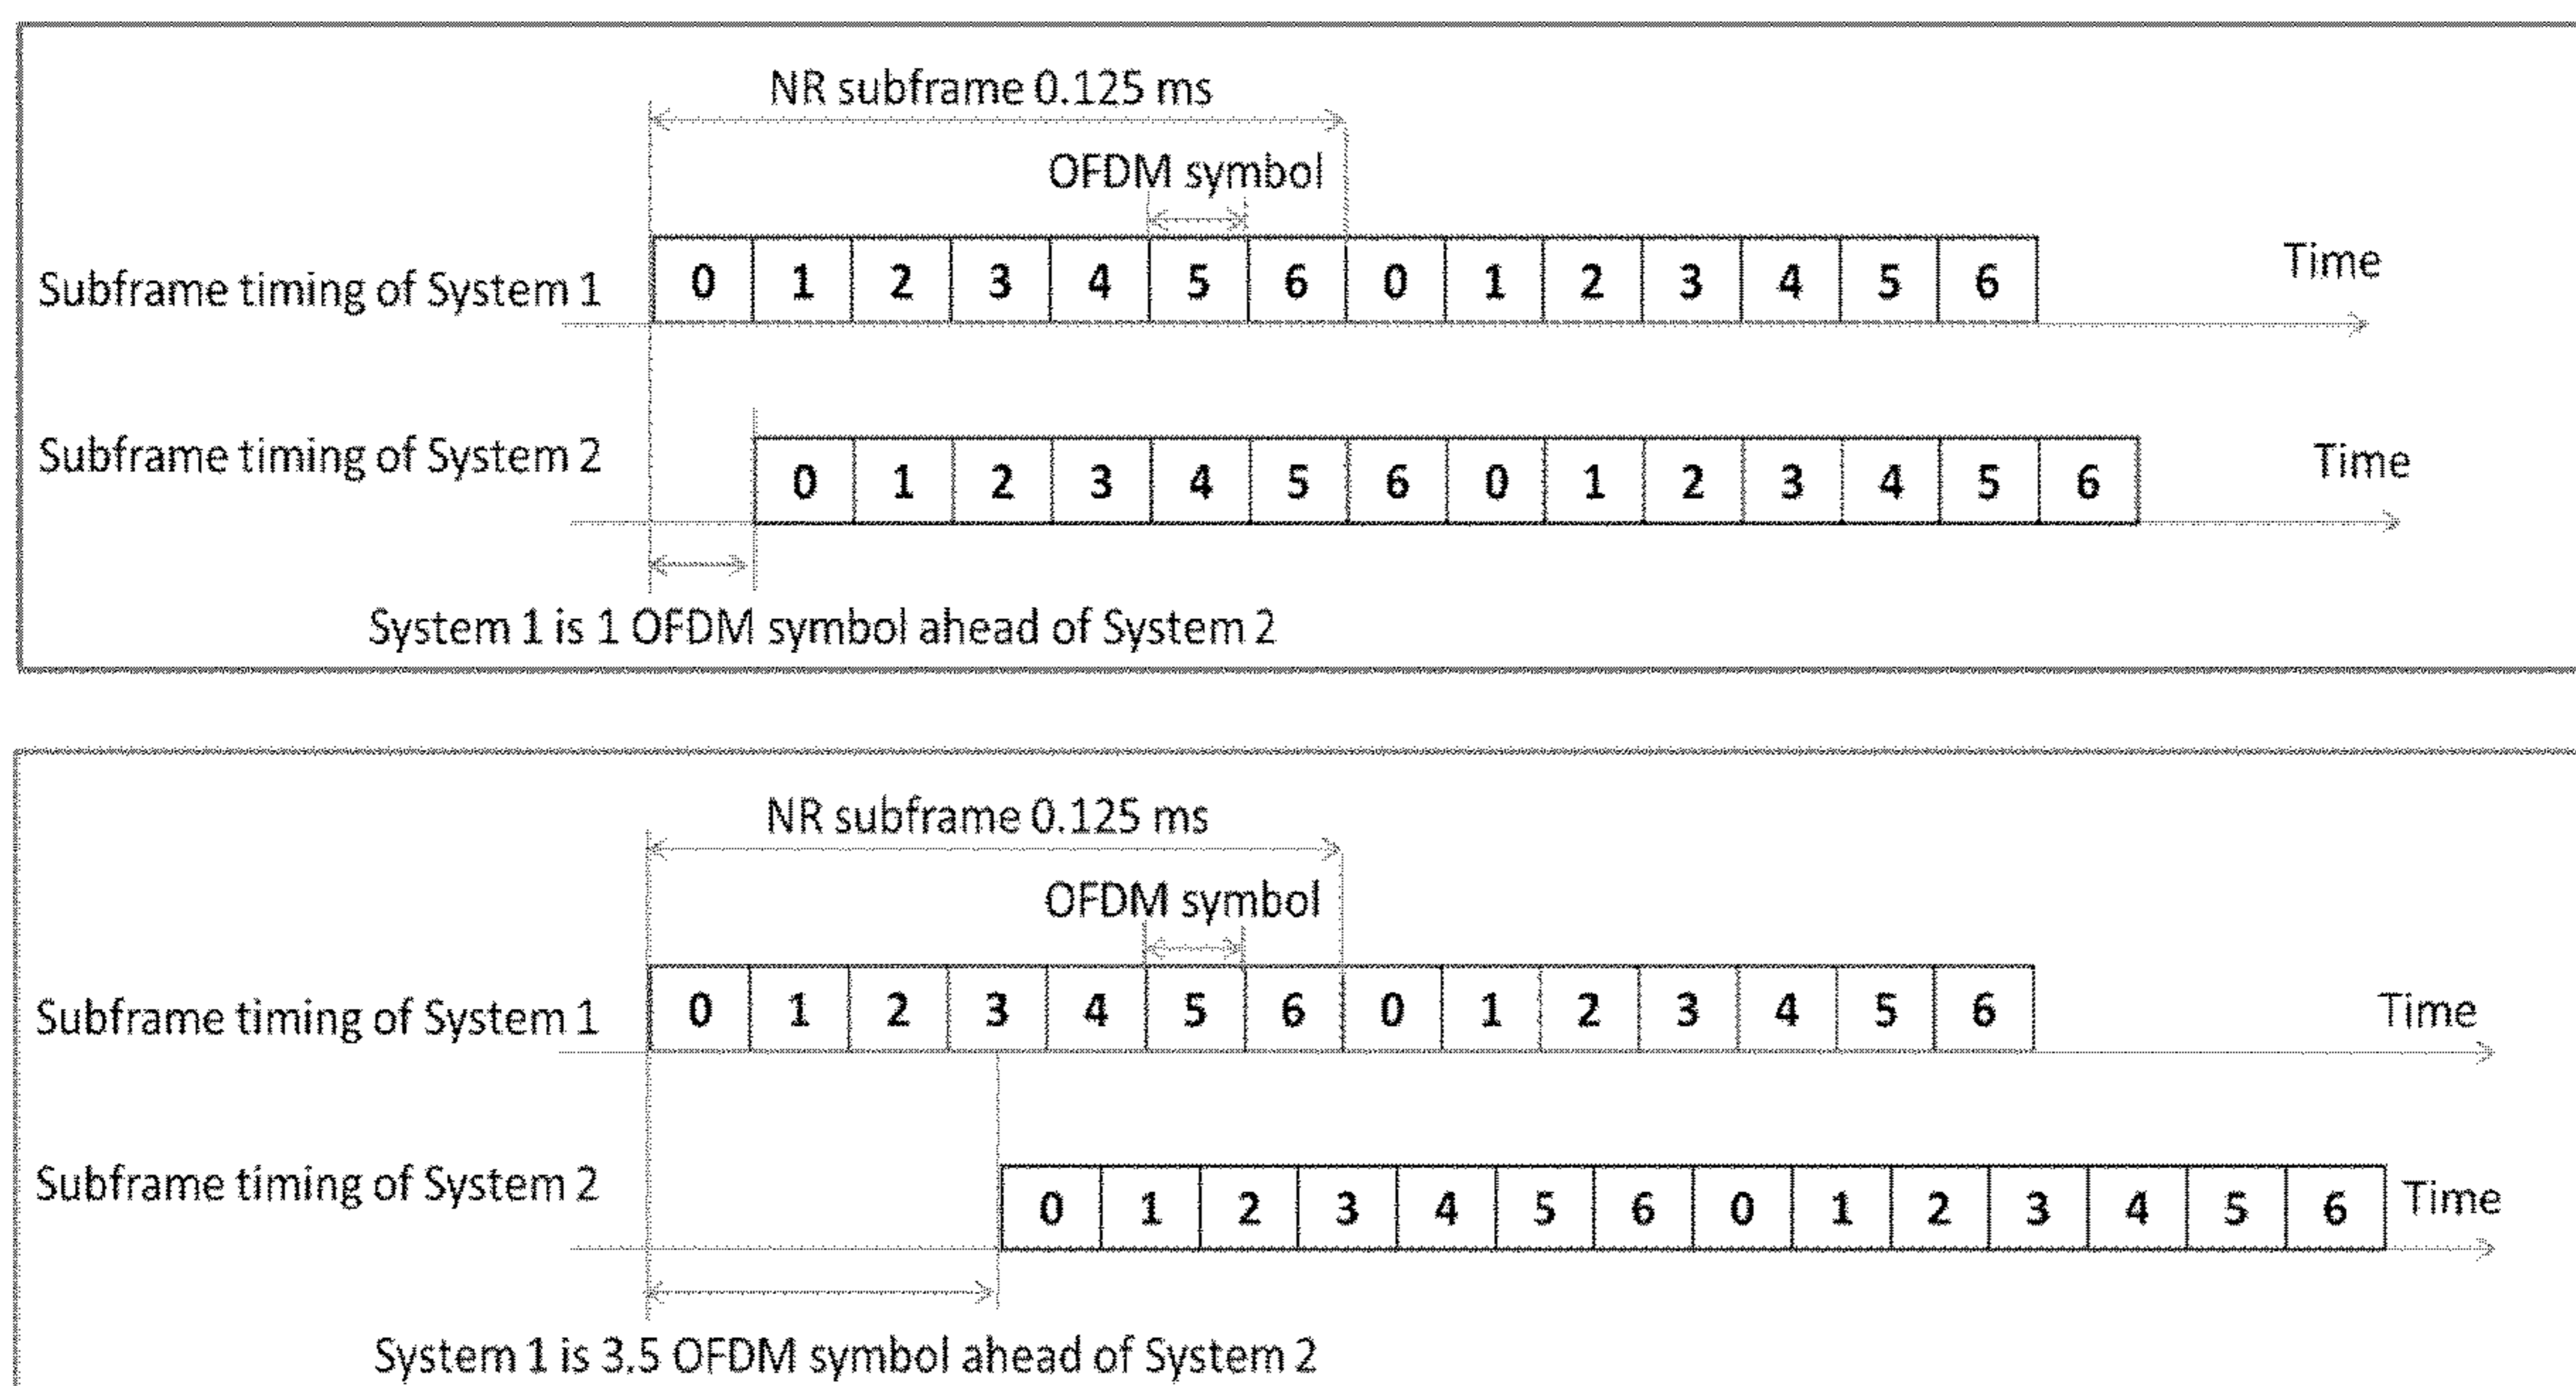 NR subframe 0.125 ms
OFDM symbol
Subframe timing of System 1
0 1 2 3 4 5 6 0 1 2 3 4 5 6
Time
Subframe timing of System 2
0 1 2 3 4 5 6 0 1 2 3 4 5 6
Time
System 1 is 1 OFDM symbol ahead of System 2
NR subframe 0.125 ms
OFDM symbol
Subframe timing of System 1
0 1 2 3 4 5 6 0 1 2 3 4 5 6
Time
Subframe timing of System 2
0 1 2 3 4 5 6 0 1 2 3 4 5 6
Time
System 1 is 3.5 OFDM symbol ahead of System 2